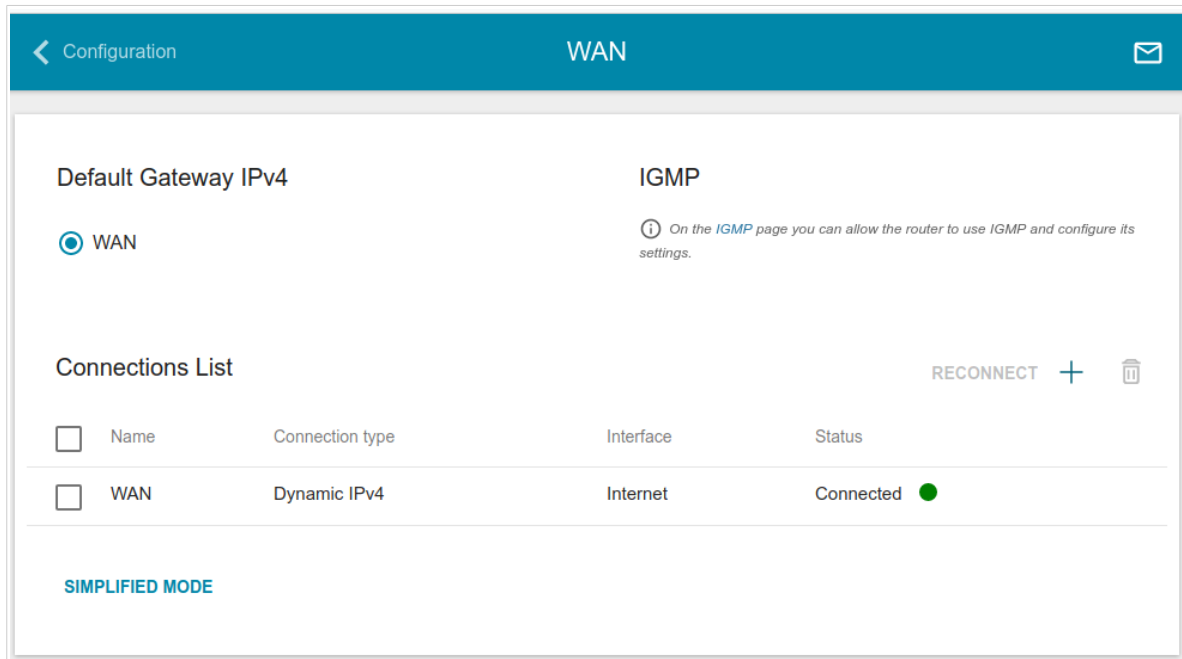 Configuration
WAN
Default Gateway IPv4
WAN
IGMP
On the IGMP page you can allow the router to use IGMP and configure its
settings.
Connections List
RECONNECT
Name Connection type Interface Status
WAN Dynamic IPv4 Internet Connected
SIMPLIFIED MODE